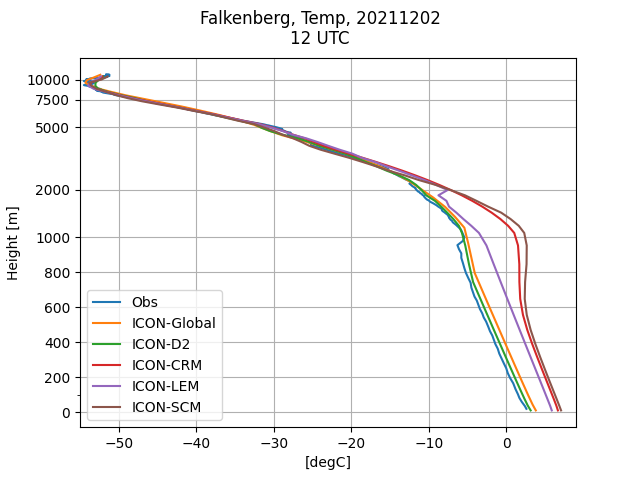 Falkenberg, Temp, 20211202
12 UTC
Height [m]
10000
7500
5000
2000
1000
800
600
400
200
0
Obs
ICON-Global
ICON-D2
ICON-CRM
ICON-LEM
ICON-SCM
−50 −40 −30 −20 −10 0
[degC]